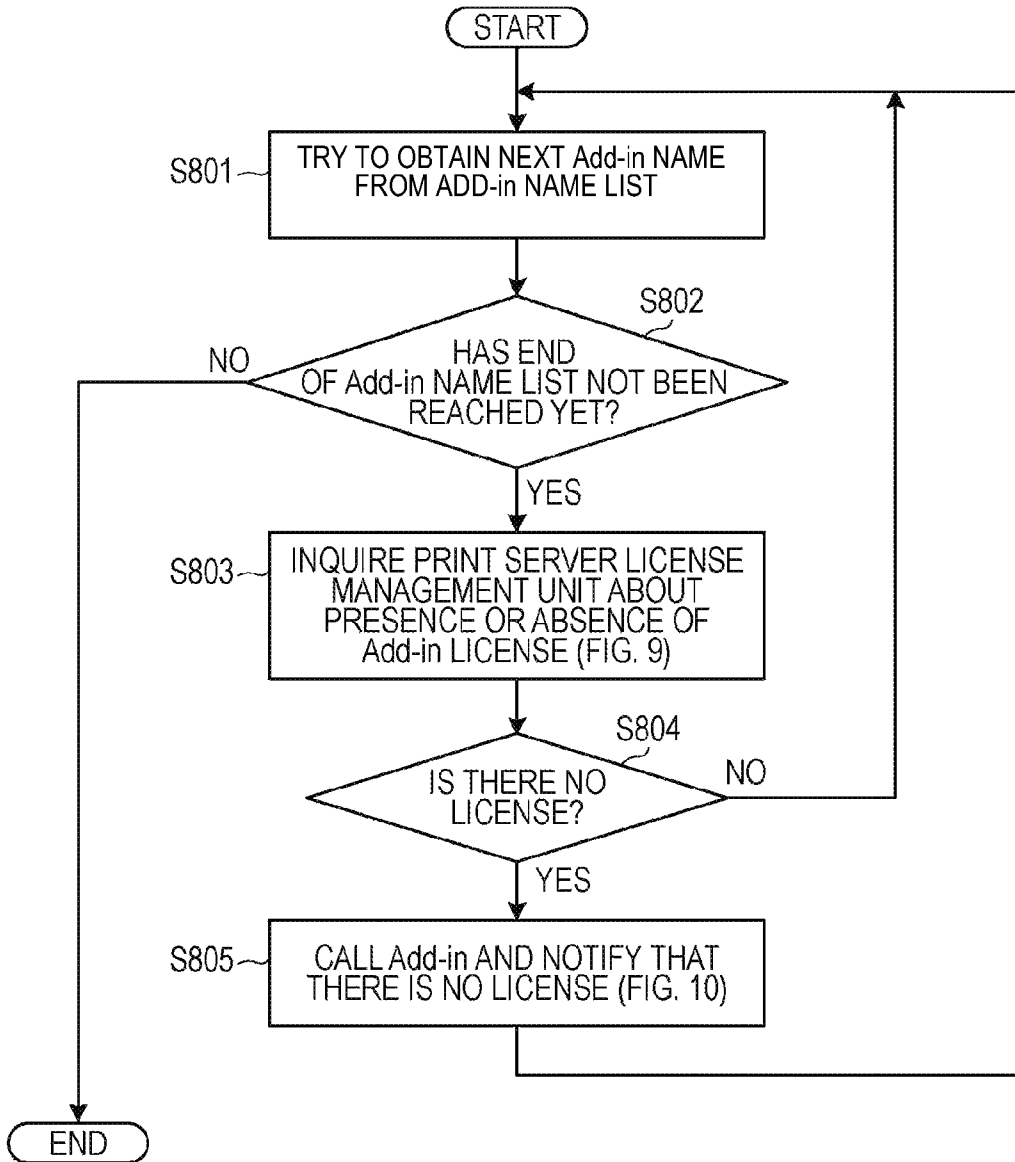 START
S801
TRY TO OBTAIN NEXT Add-in NAME
FROM ADD-in NAME LIST
S802
NO
HAS END
OF Add-in NAME LIST NOT BEEN
REACHED YET?
YES
S803
INQUIRE PRINT SERVER LICENSE
MANAGEMENT UNIT ABOUT
PRESENCE OR ABSENCE OF
Add-in LICENSE (FIG. 9)
S804
IS THERE NO
LICENSE?
NO
YES
S805
CALL Add-in AND NOTIFY THAT
THERE IS NO LICENSE (FIG. 10)
END